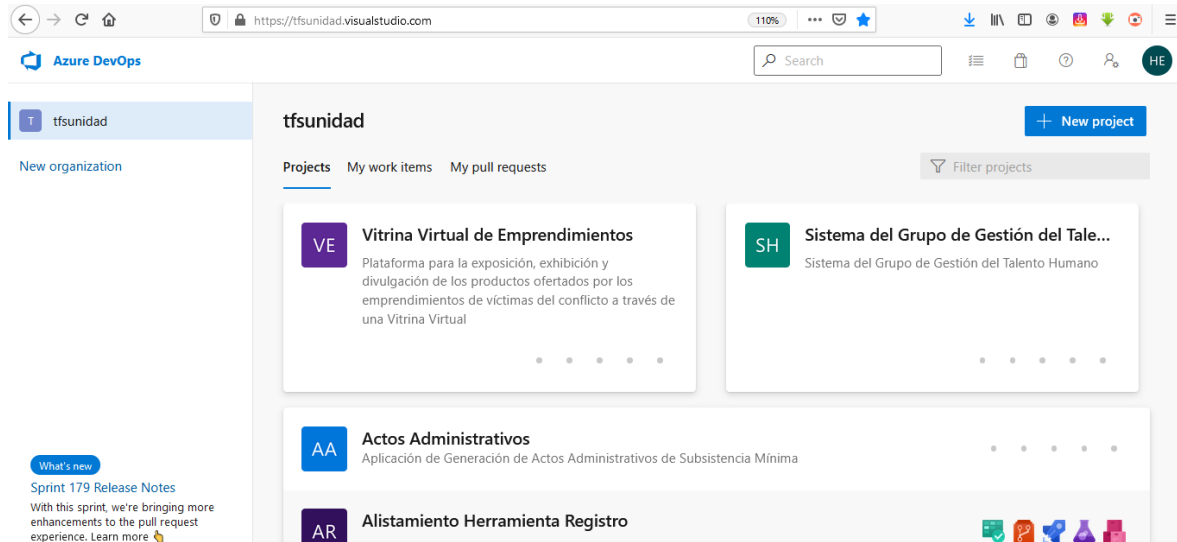 https://tfsunidad.visualstudio.com
110%
Azure DevOps
Search
HE
T tfsunidad
New organization
tfsunidad
New project
Projects My work items My pull requests
Filter projects
VE
Vitrina Virtual de Emprendimientos
Plataforma para la exposición, exhibición y
divulgación de los productos ofertados por los
emprendimientos de víctimas del conflicto a través de
una Vitrina Virtual
SH
Sistema del Grupo de Gestión del Tale...
Sistema del Grupo de Gestión del Talento Humano
AA
Actos Administrativos
Aplicación de Generación de Actos Administrativos de Subsistencia Mínima
AR
Alistamiento Herramienta Registro
What's new
Sprint 179 Release Notes
With this sprint, we're bringing more
enhancements to the pull request
experience. Learn more